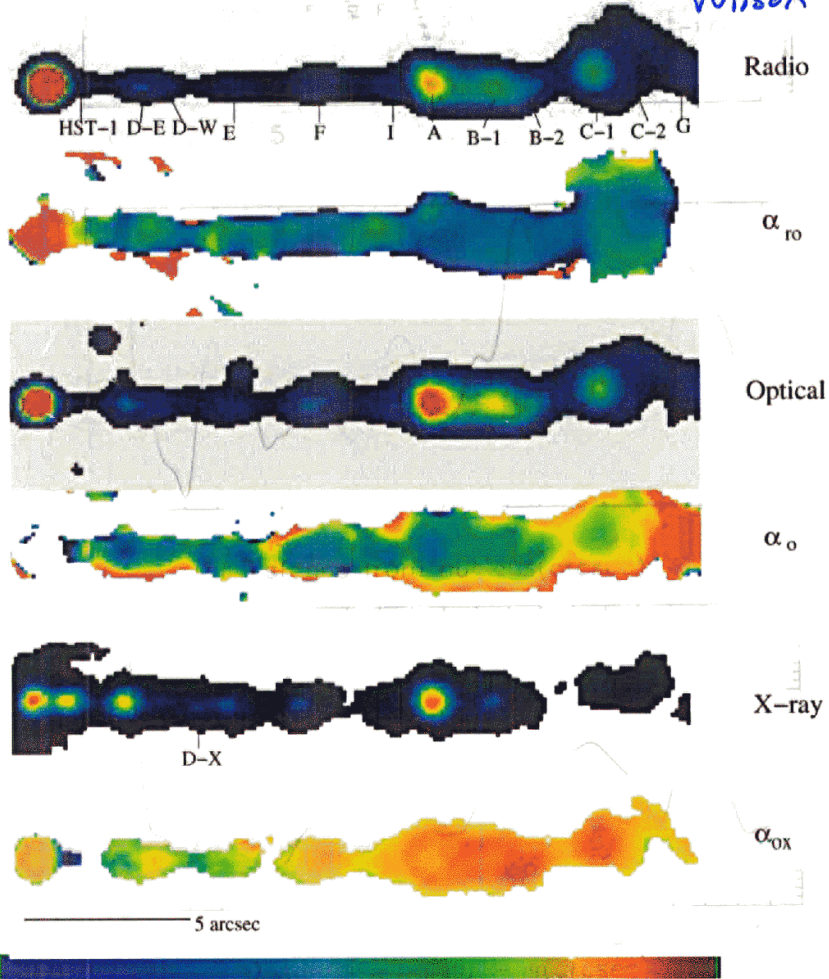 Radio
HST-1 D-E D-W E F I A B-1 B-2 C-1 C-2 G
α ro
Optical
α o
X-ray
D-X
α OX
5 arcsec